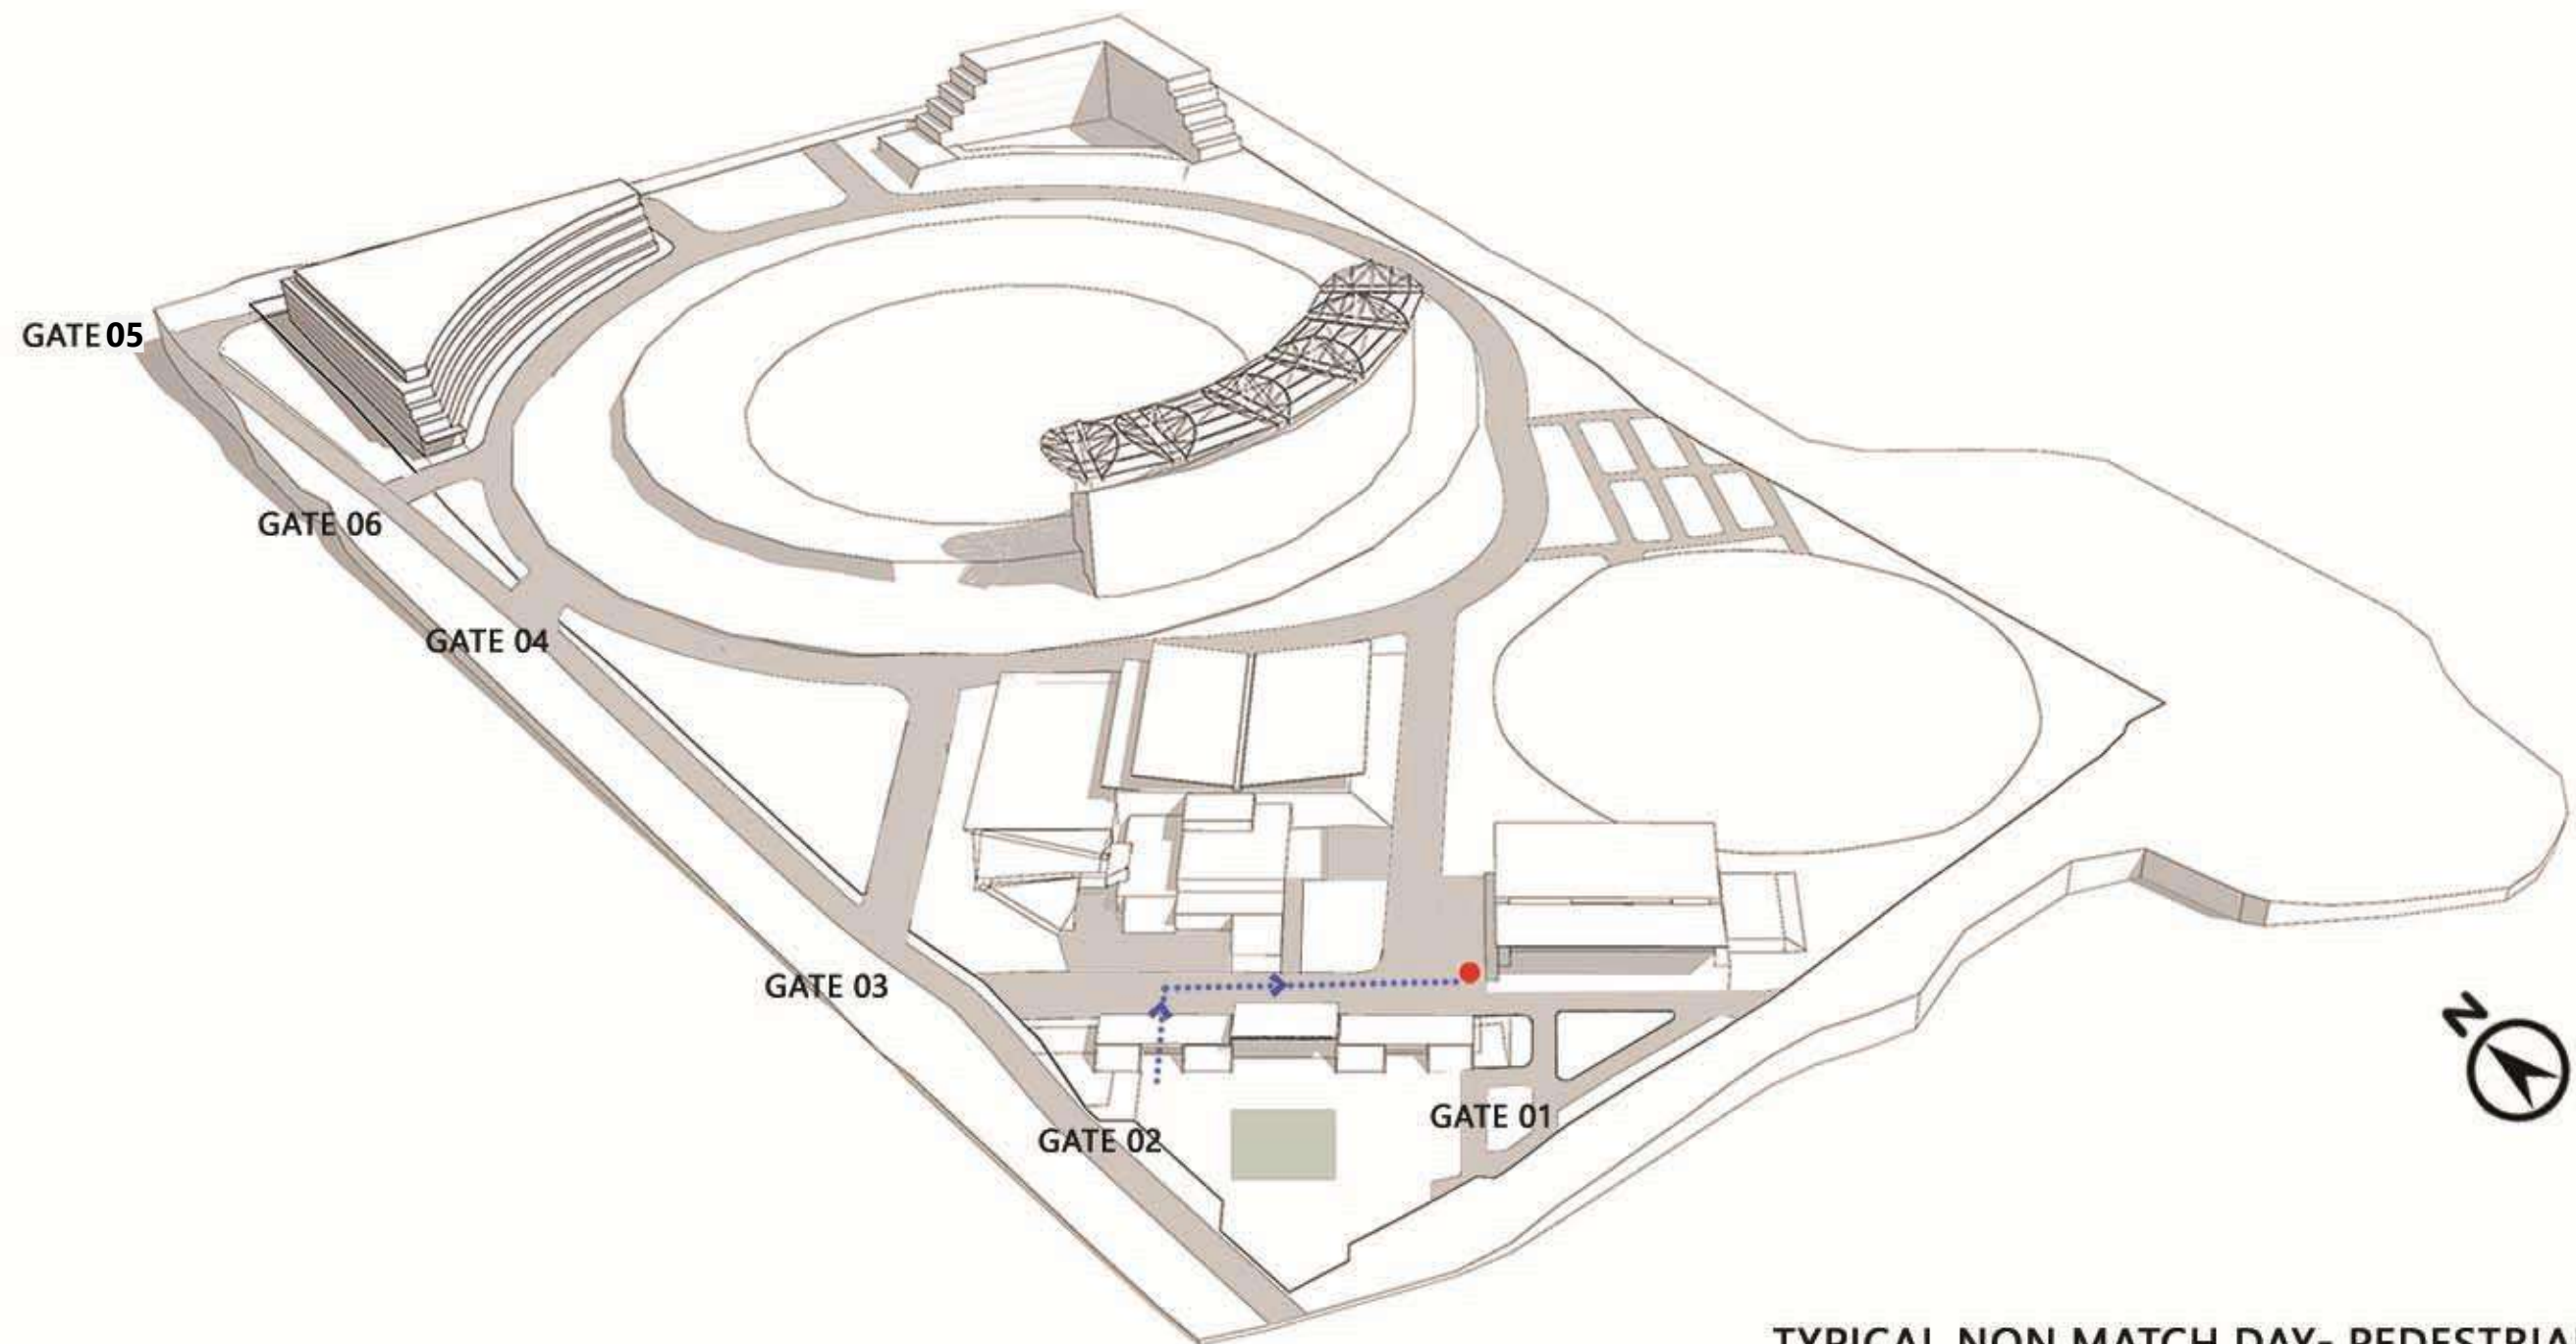 GATE 05
GATE 06
GATE 04
GATE 03
GATE 02
GATE 01
N
TYPICAL NON MATCH DAY- PEDESTRIA